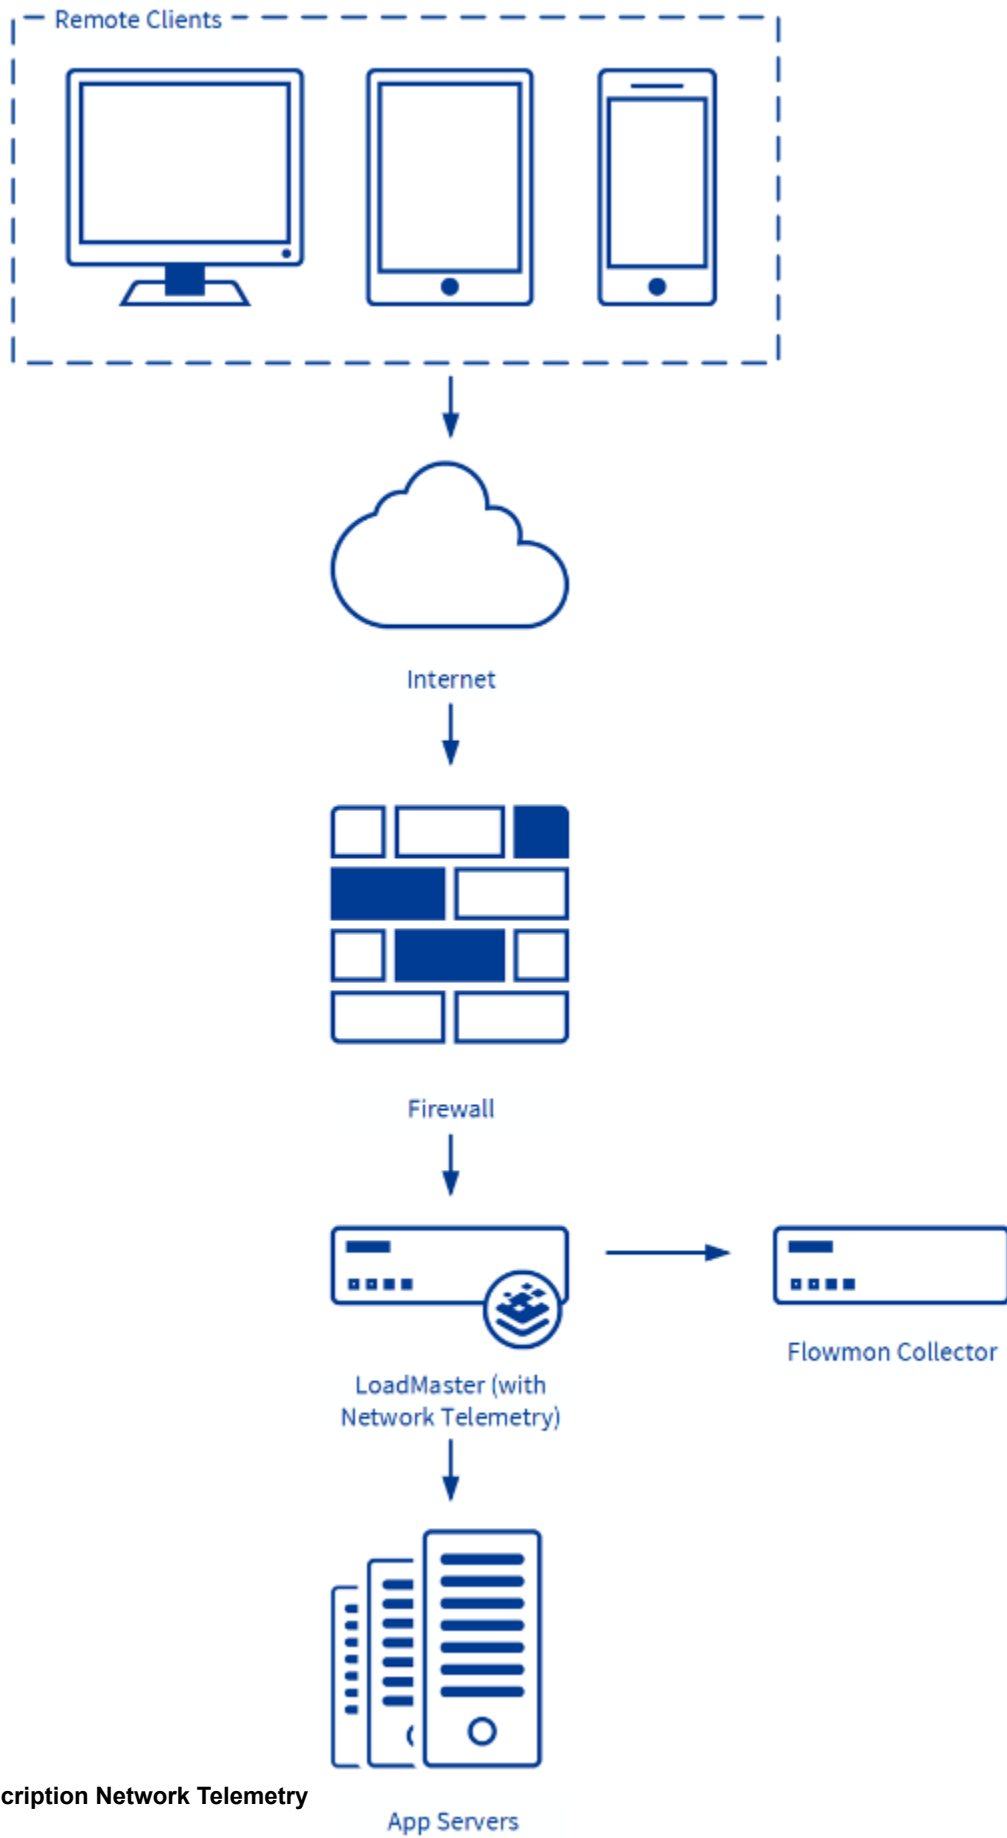 Remote Clients
Internet
Firewall
LoadMaster (with
Network Telemetry)
Flowmon Collector
cription Network Telemetry
App Servers